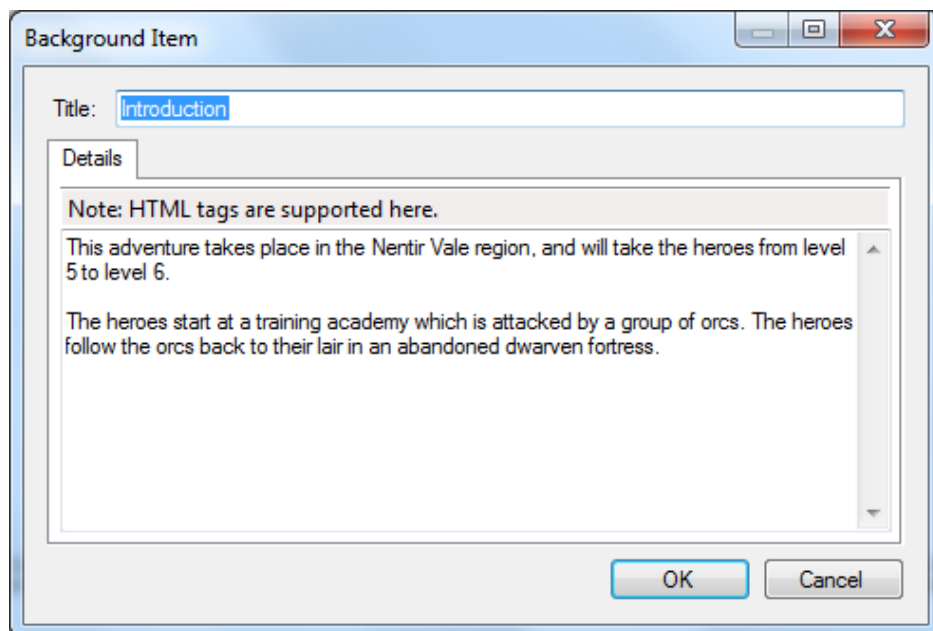 Background Item
Title: Introduction
Details
Note: HTML tags are supported here.
This adventure takes place in the Nentir Vale region, and will take the heroes from level
5 to level 6.
The heroes start at a training academy which is attacked by a group of orcs. The heroes
follow the orcs back to their lair in an abandoned dwarven fortress.
OK Cancel